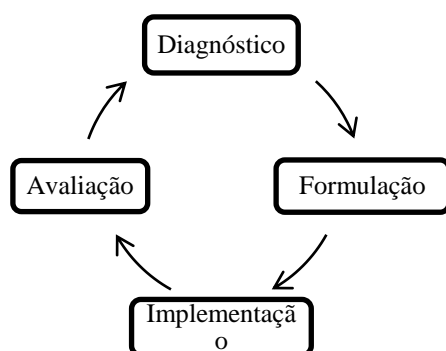 Diagnóstico
Avaliação
Formulação
Implementaçã
o